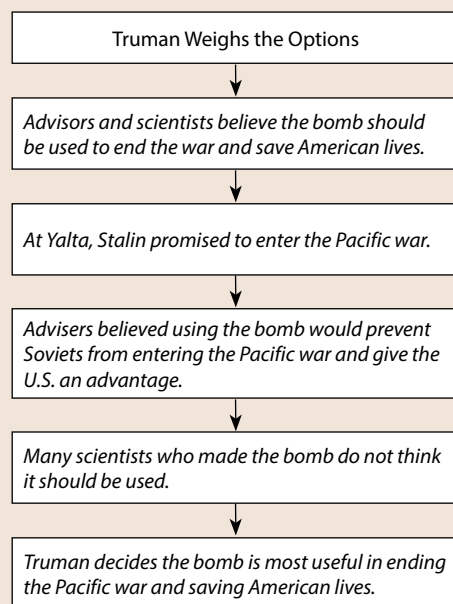 Truman Weighs the Options
Advisors and scientists believe the bomb should
be used to end the war and save American lives.
At Yalta, Stalin promised to enter the Pacific war.
Advisers believed using the bomb would prevent
Soviets from entering the Pacific war and give the
U.S. an advantage.
Many scientists who made the bomb do not think
it should be used.
Truman decides the bomb is most useful in ending
the Pacific war and saving American lives.